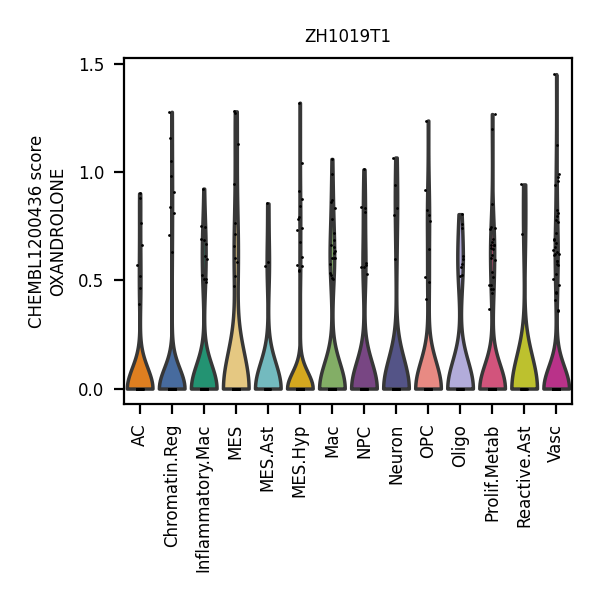 ZH1019T1
CHEMBL1200436 score
OXANDROLONE
1.5
1.0
0.5
0.0
AC
Chromatin.Reg
Inflammatory.Mac
MES
MES.Ast
MES.Hyp
Mac
NPC
Neuron
OPC
Oligo
Prolif.Metab
Reactive.Ast
Vasc